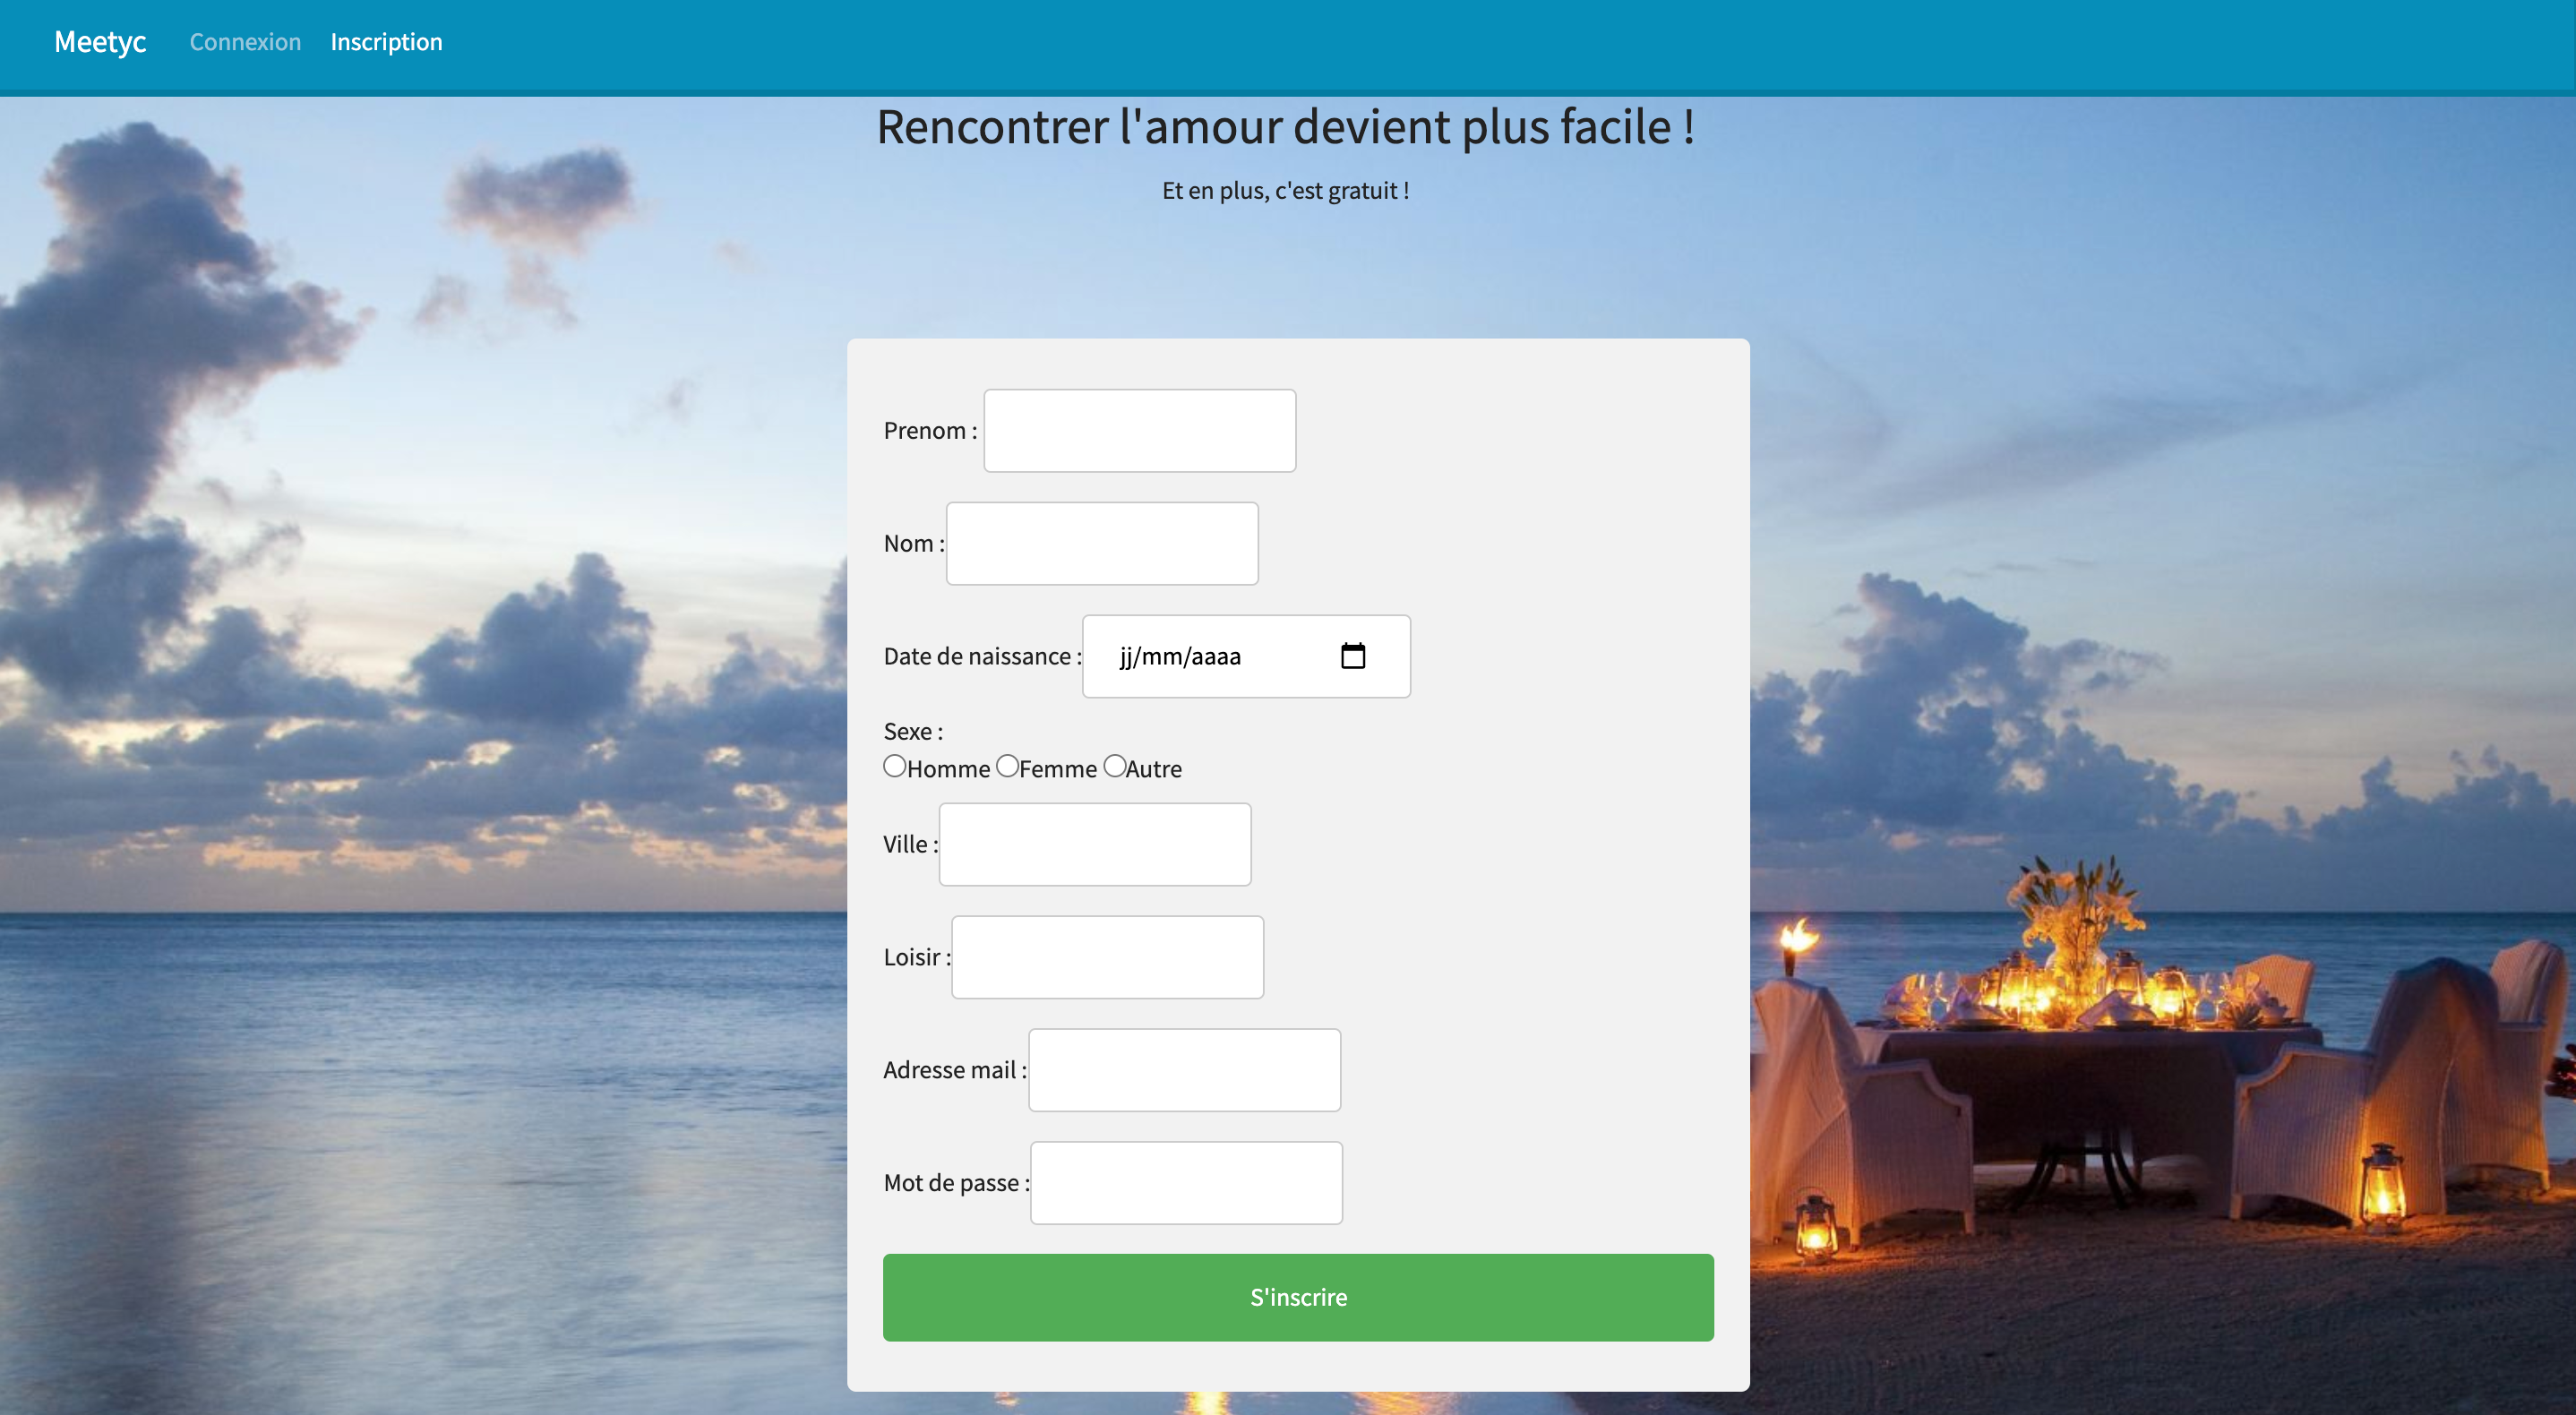 Meetyc Connexion Inscription
Rencontrer l'amour devient plus facile !
Et en plus, c'est gratuit !
Prenom :
Nom :
Date de naissance : jj/mm/aaaa
Sexe :
Homme Femme Autre
Ville :
Loisir :
Adresse mail :
Mot de passe :
S'inscrire